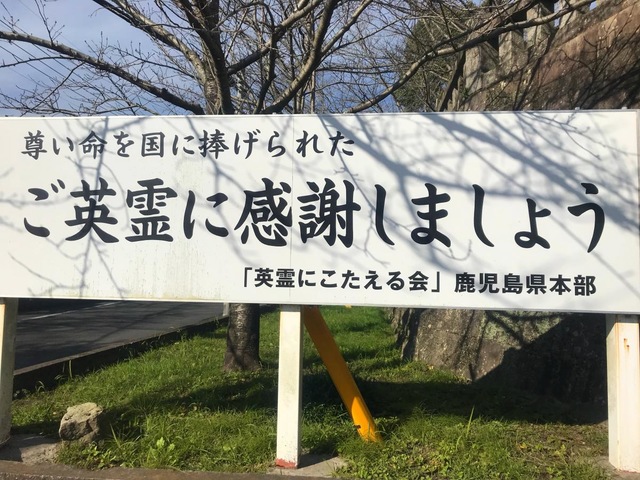 尊い命を国に捧げられた
ご英霊に感謝しましょう
「英霊にこたえる会」鹿児島県本部